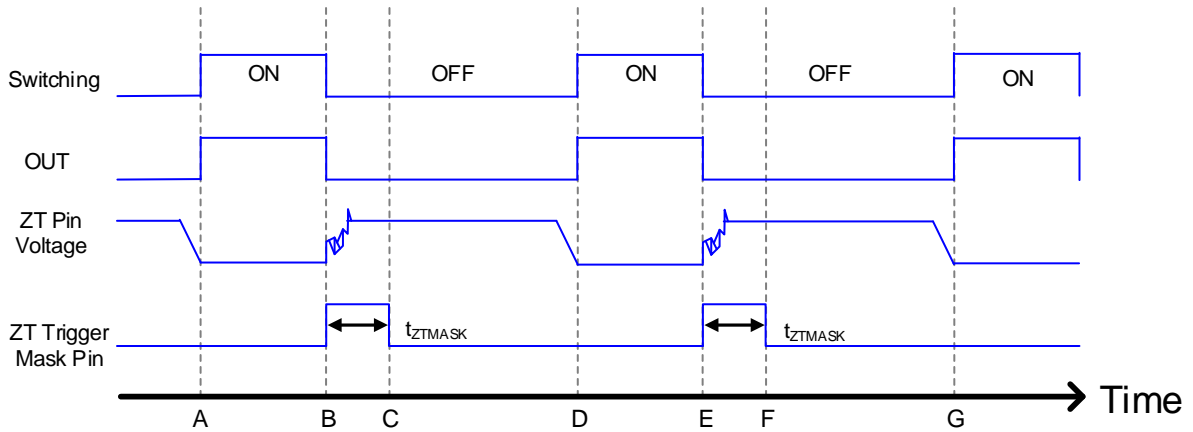 Switching
ON
OFF
ON
OFF
ON
OUT
ZT Pin
Voltage
ZT Trigger
Mask Pin
tZTMASK
tZTMASK
A
B
C
D
E
F
G
Time